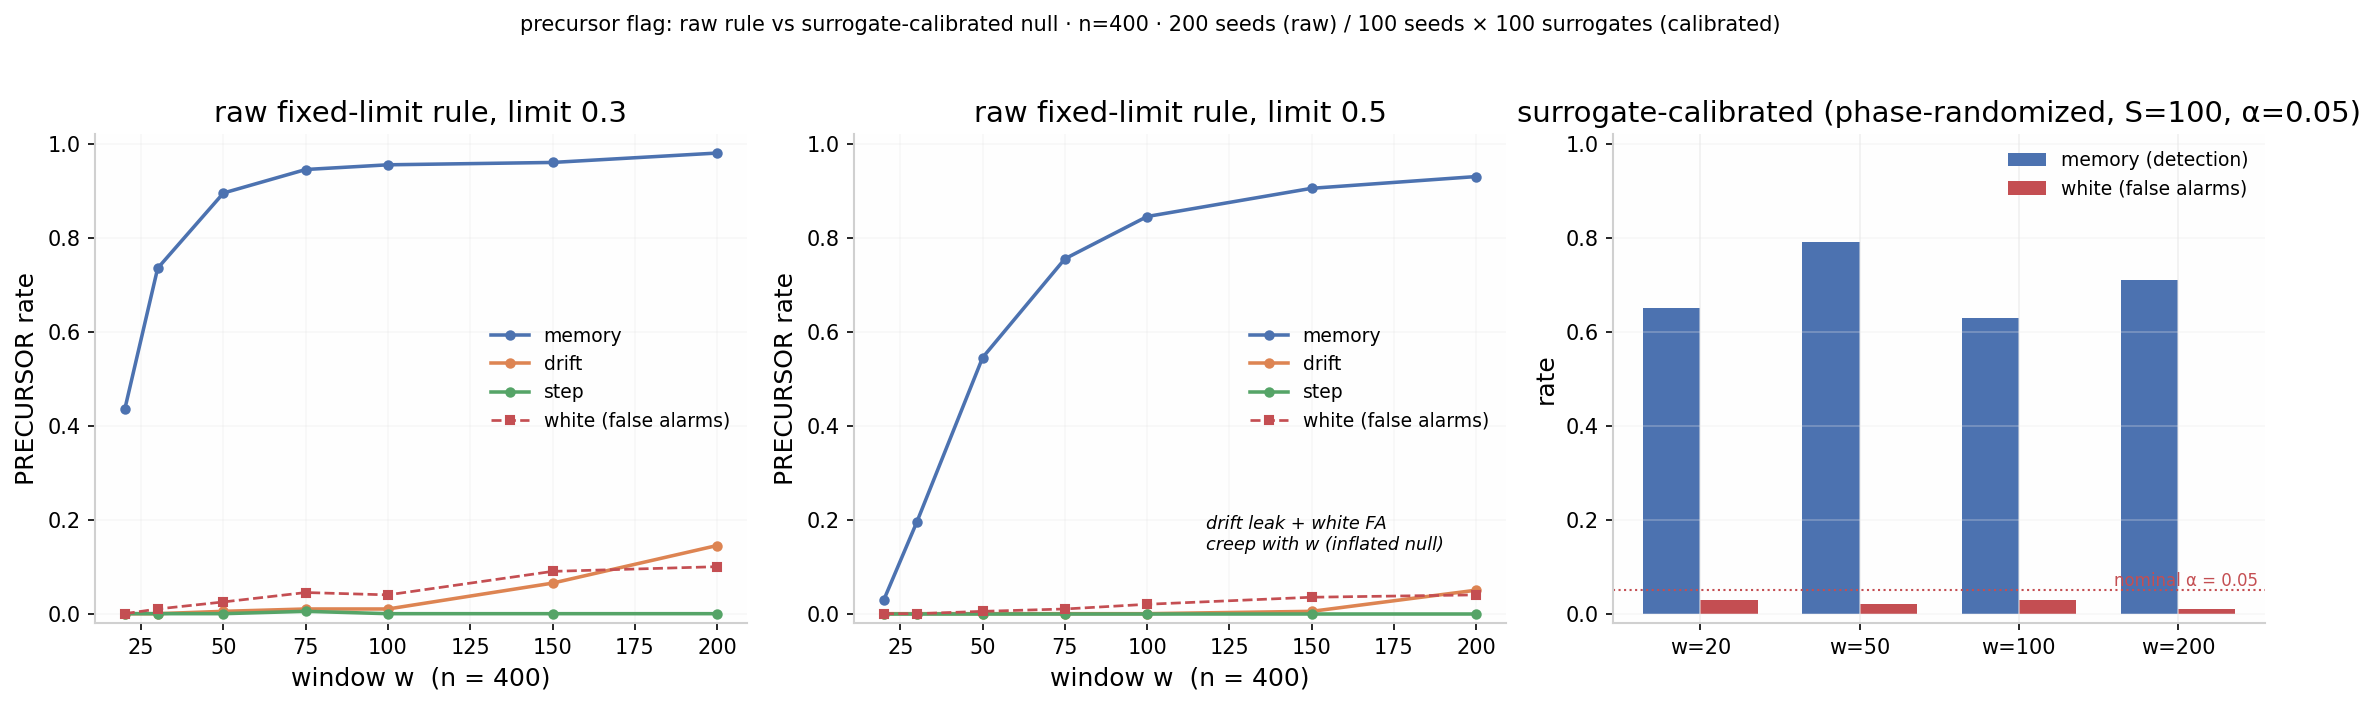 precursor flag: raw rule vs surrogate-calibrated null · n=400 · 200 seeds (raw) / 100 seeds × 100 surrogates (calibrated)
raw fixed-limit rule, limit 0.3
PRECURSOR rate
1.0
0.8
0.6
0.4
0.2
0.0
memory
drift
step
white (false alarms)
25
50
75
100
125
150
175
200
window w (n = 400)
raw fixed-limit rule, limit 0.5
PRECURSOR rate
1.0
0.8
0.6
0.4
0.2
0.0
memory
drift
step
white (false alarms)
drift leak + white FA
creep with w (inflated null)
25
50
75
100
125
150
175
200
window w (n = 400)
surrogate-calibrated (phase-randomized, S=100, α=0.05)
rate
1.0
0.8
0.6
0.4
0.2
0.0
memory (detection)
white (false alarms)
nominal α = 0.05
w=20
w=50
w=100
w=200